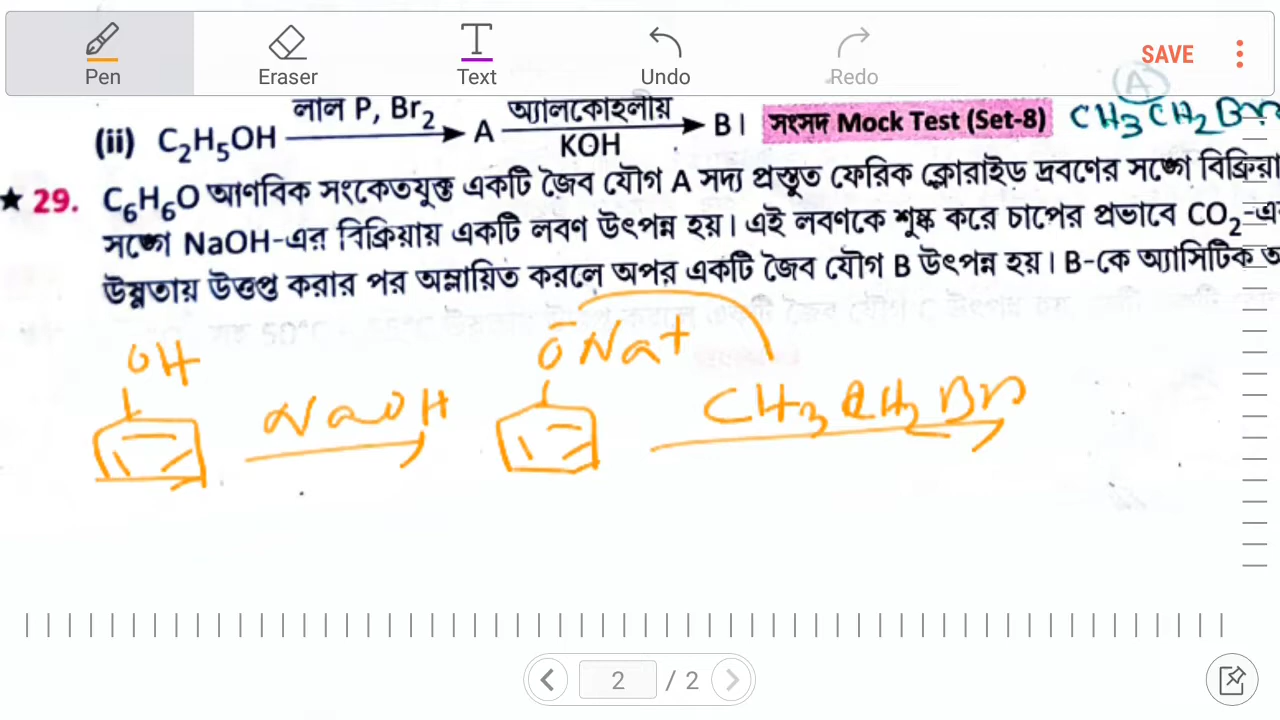 Pen Eraser Text Undo Redo SAVE
(ii) C₂H₅OH লাল P, Br₂ A অ্যালকোহলীয় KOH B। সংসদ Mock Test (Set-8) A CH₃CH₂Br
★ 29. C₆H₆O আণবিক সংকেতযুক্ত একটি জৈব যৌগ A সদ্য প্রস্তুত ফেরিক ক্লোরাইড দ্রবণের সঙ্গে বিক্রিয়া
সঙ্গে NaOH-এর বিক্রিয়ায় একটি লবণ উৎপন্ন হয়। এই লবণকে শুষ্ক করে চাপের প্রভাবে CO₂-এ
উষ্ণতায় উত্তপ্ত করার পর অম্লায়িত করলে অপর একটি জৈব যৌগ B উৎপন্ন হয়। B-কে অ্যাসিটিক
OH NaOH O⁻Na⁺ CH₃CH₂Br
2 / 2